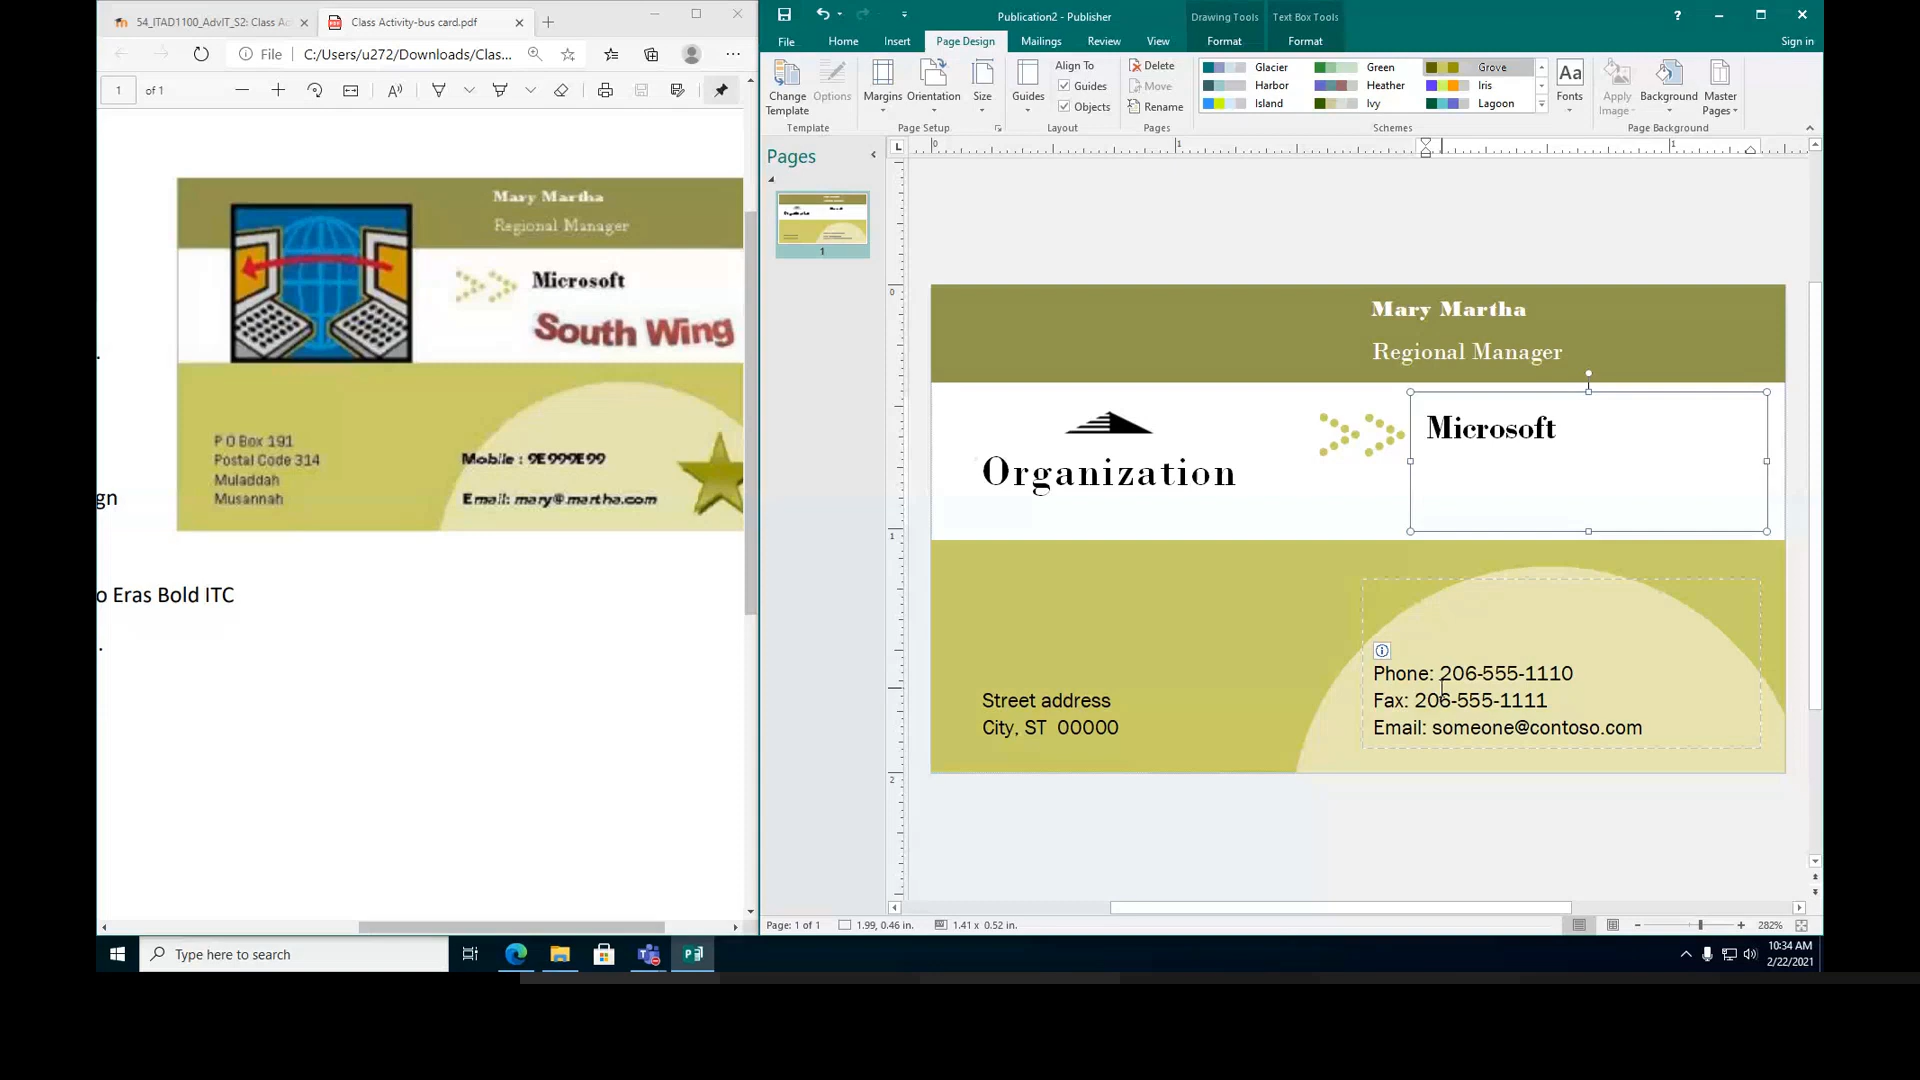 54_ITAD1100_AdvIT_S2: Class Ac
Class Activity-bus card.pdf
File
C:/Users/u272/Downloads/Clas...
1
of 1
Mary Martha
Regional Manager
Microsoft
South Wing
P O Box 191
Postal Code 314
Muladdah
Musannah
Mobile : 9E999E99
Email: mary@martha.com
.
gn
o Eras Bold ITC
.
Publication2 - Publisher
Drawing Tools
Text Box Tools
File
Home
Insert
Page Design
Mailings
Review
View
Format
Format
Sign in
Change Template
Options
Template
Margins
Orientation
Size
Page Setup
Guides
Align To
Guides
Objects
Layout
Delete
Move
Rename
Pages
Glacier
Green
Grove
Harbor
Heather
Iris
Island
Ivy
Lagoon
Schemes
Fonts
Apply Image
Background
Master Pages
Page Background
Pages
1
Mary Martha
Regional Manager
Microsoft
Organization
Street address
City, ST  00000
Phone: 206-555-1110
Fax: 206-555-1111
Email: someone@contoso.com
Page: 1 of 1
1.99, 0.46 in.
1.41 x 0.52 in.
282%
Type here to search
10:34 AM
2/22/2021